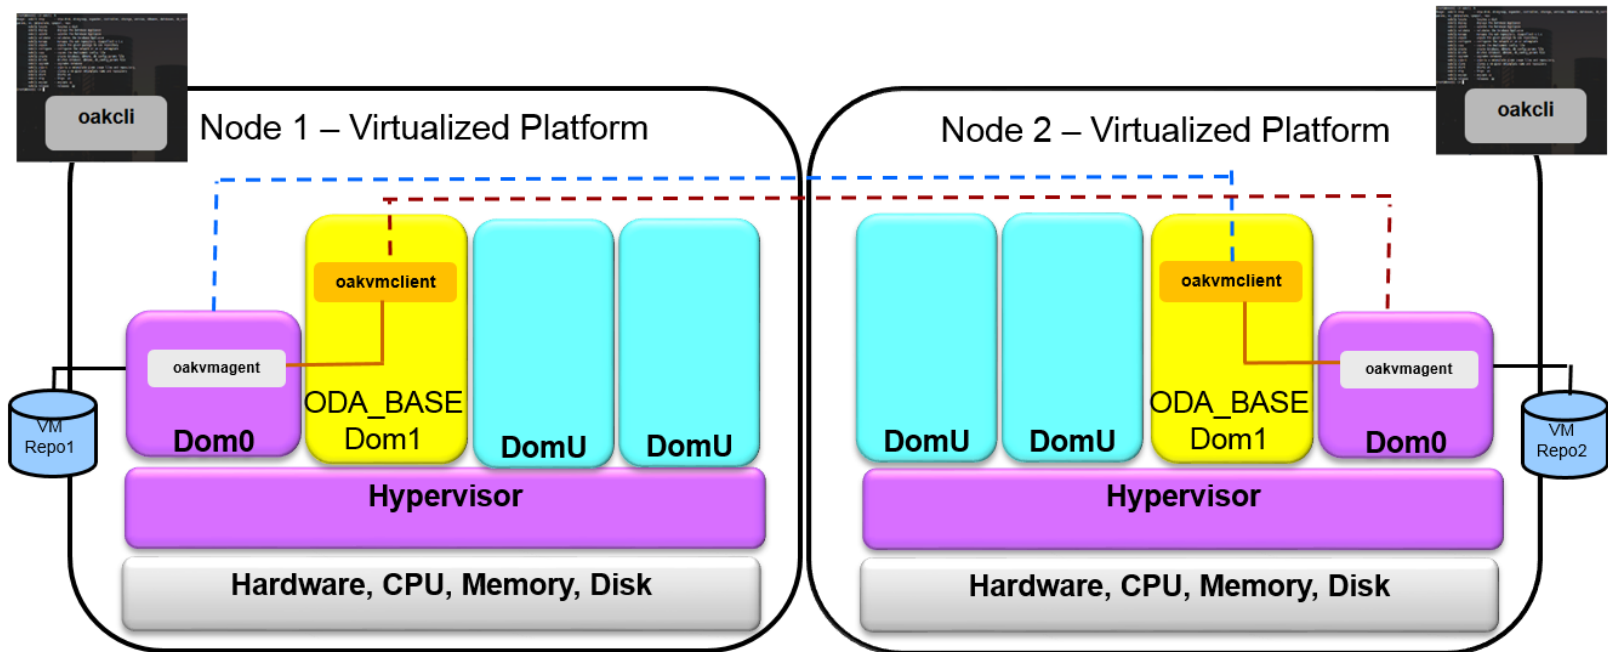 oakcli
oakcli
Node 1 – Virtualized Platform
Node 2 – Virtualized Platform
oakvmclient
oakvmclient
oakvmagent
oakvmagent
ODA_BASE
Dom1
ODA_BASE
Dom1
Dom0
DomU
DomU
DomU
DomU
Dom0
VM
Repo1
VM
Repo2
Hypervisor
Hypervisor
Hardware, CPU, Memory, Disk
Hardware, CPU, Memory, Disk